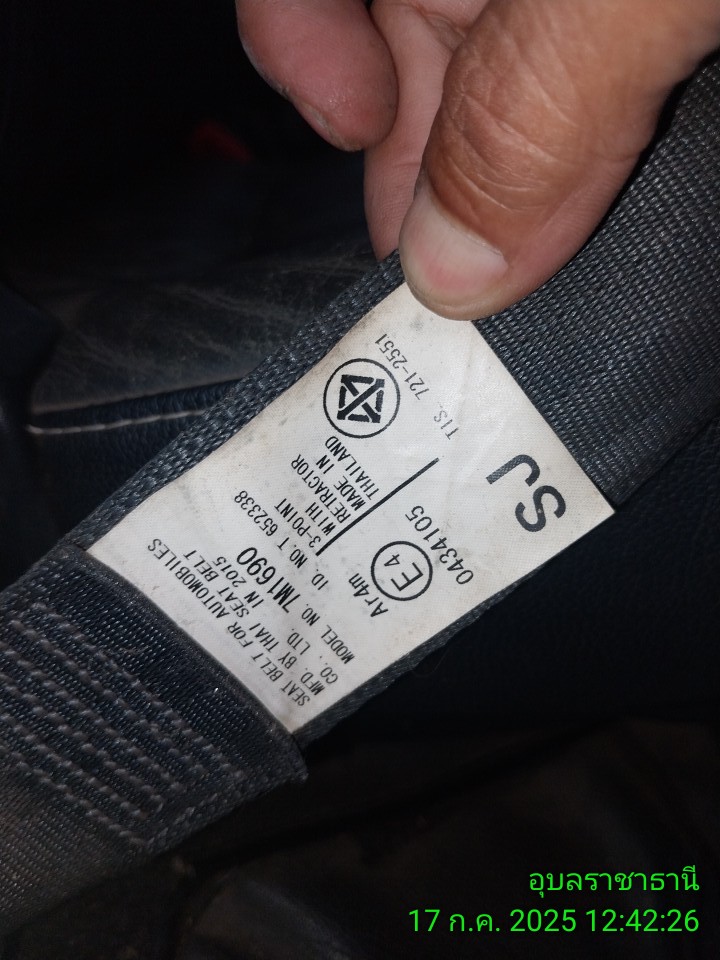 SEAT BELT FOR AUTOMOBILES
MFD. BY THAI SEAT BELT
CO., LTD. IN 2015
MODEL NO. 7M1690
ID. NO. T 652338
3-POINT
WITH
RETRACTOR
MADE IN
THAILAND
Ar4m
E4
0434105
TIS. 721-2551
SJ
อุบลราชาธานี
17 ก.ค. 2025 12:42:26